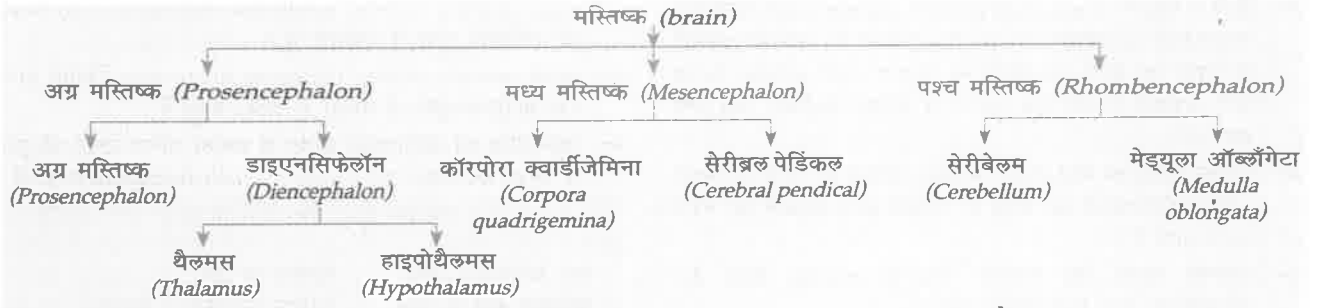 मस्तिष्क (brain)
अग्र मस्तिष्क (Prosencephalon)
मध्य मस्तिष्क (Mesencephalon)
पश्च मस्तिष्क (Rhombencephalon)
अग्र मस्तिष्क
(Prosencephalon)
डाइएनसिफेलॉन
(Diencephalon)
कॉरपोरा क्वार्डीजेमिना
(Corpora
quadrigemina)
सेरीब्रल पेडिंकल
(Cerebral pendical)
सेरीबेलम
(Cerebellum)
मेड्यूला ऑब्लाँगेटा
(Medulla
oblongata)
थैलमस
(Thalamus)
हाइपोथैलमस
(Hypothalamus)